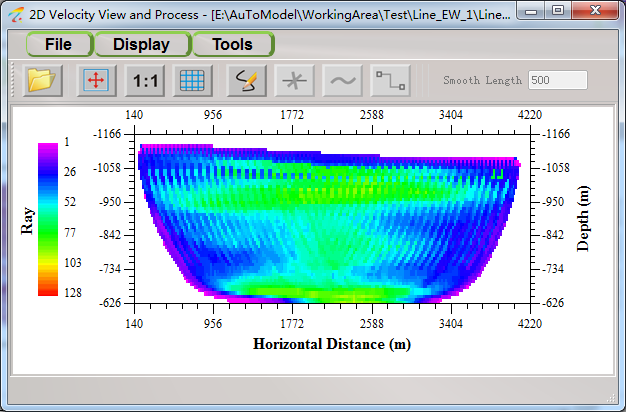 2D Velocity View and Process - [E:\AuToModel\WorkingArea\Test\Line_EW_1\Line...
File Display Tools
1:1 Smooth Length 500
140 956 1772 2588 3404 4220
-1166 -1166
1 -1058 -1058
26 -950 -950
52 -842 -842
77 -734 -734
103 -626 -626
128
Ray
Depth (m)
140 956 1772 2588 3404 4220
Horizontal Distance (m)